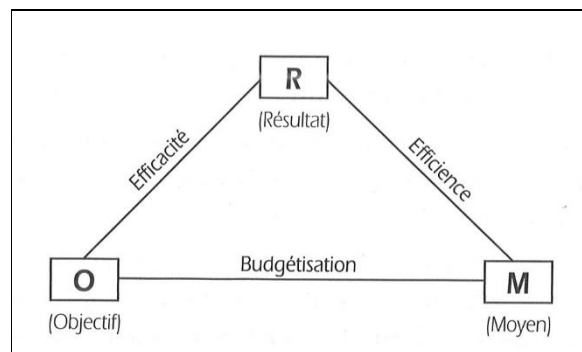 R
(Résultat)
Efficacité
Efficience
Budgétisation
O
M
(Objectif)
(Moyen)